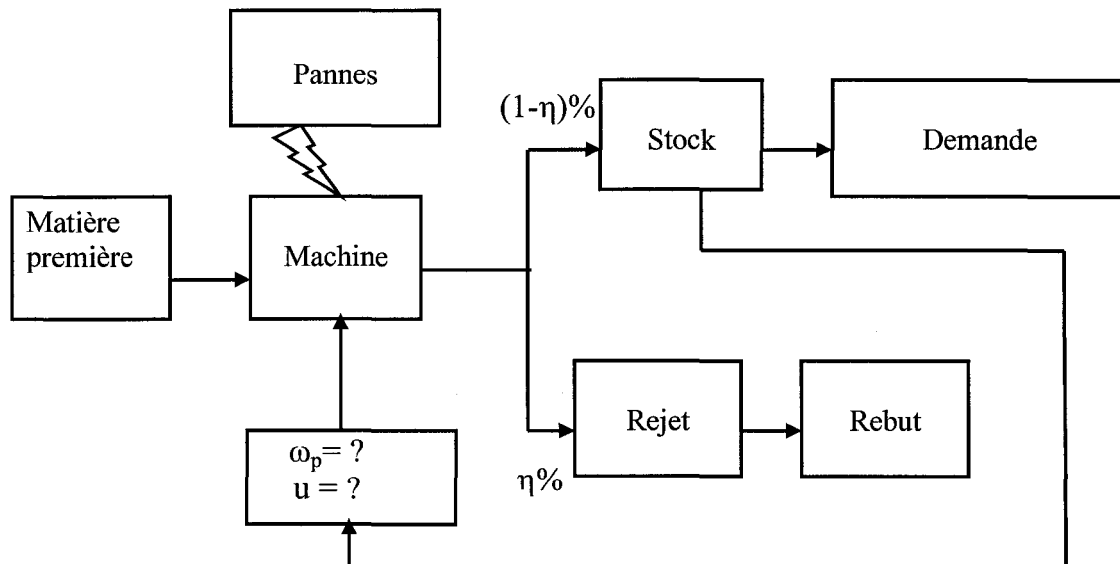 Pannes
(1-η)%
Stock
Demande
Matière
première
Machine
Rejet
Rebut
η%
ωp= ?
u = ?